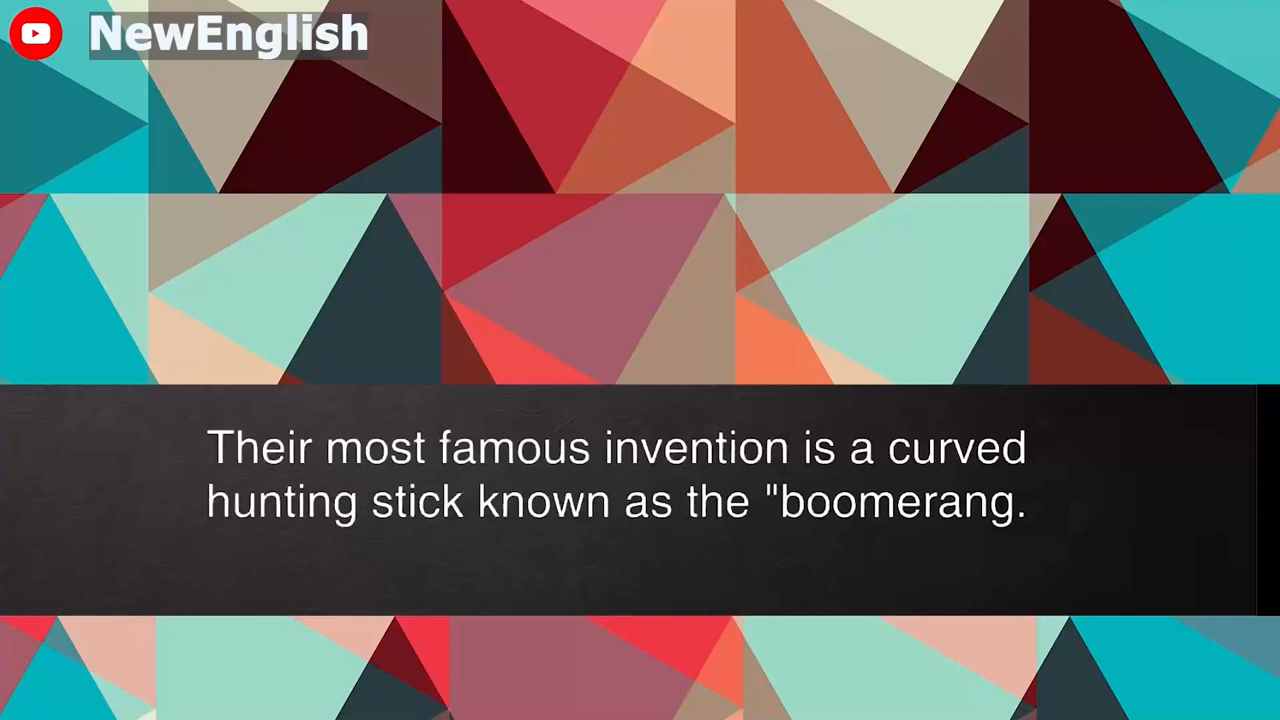 NewEnglish
Their most famous invention is a curved
hunting stick known as the "boomerang.